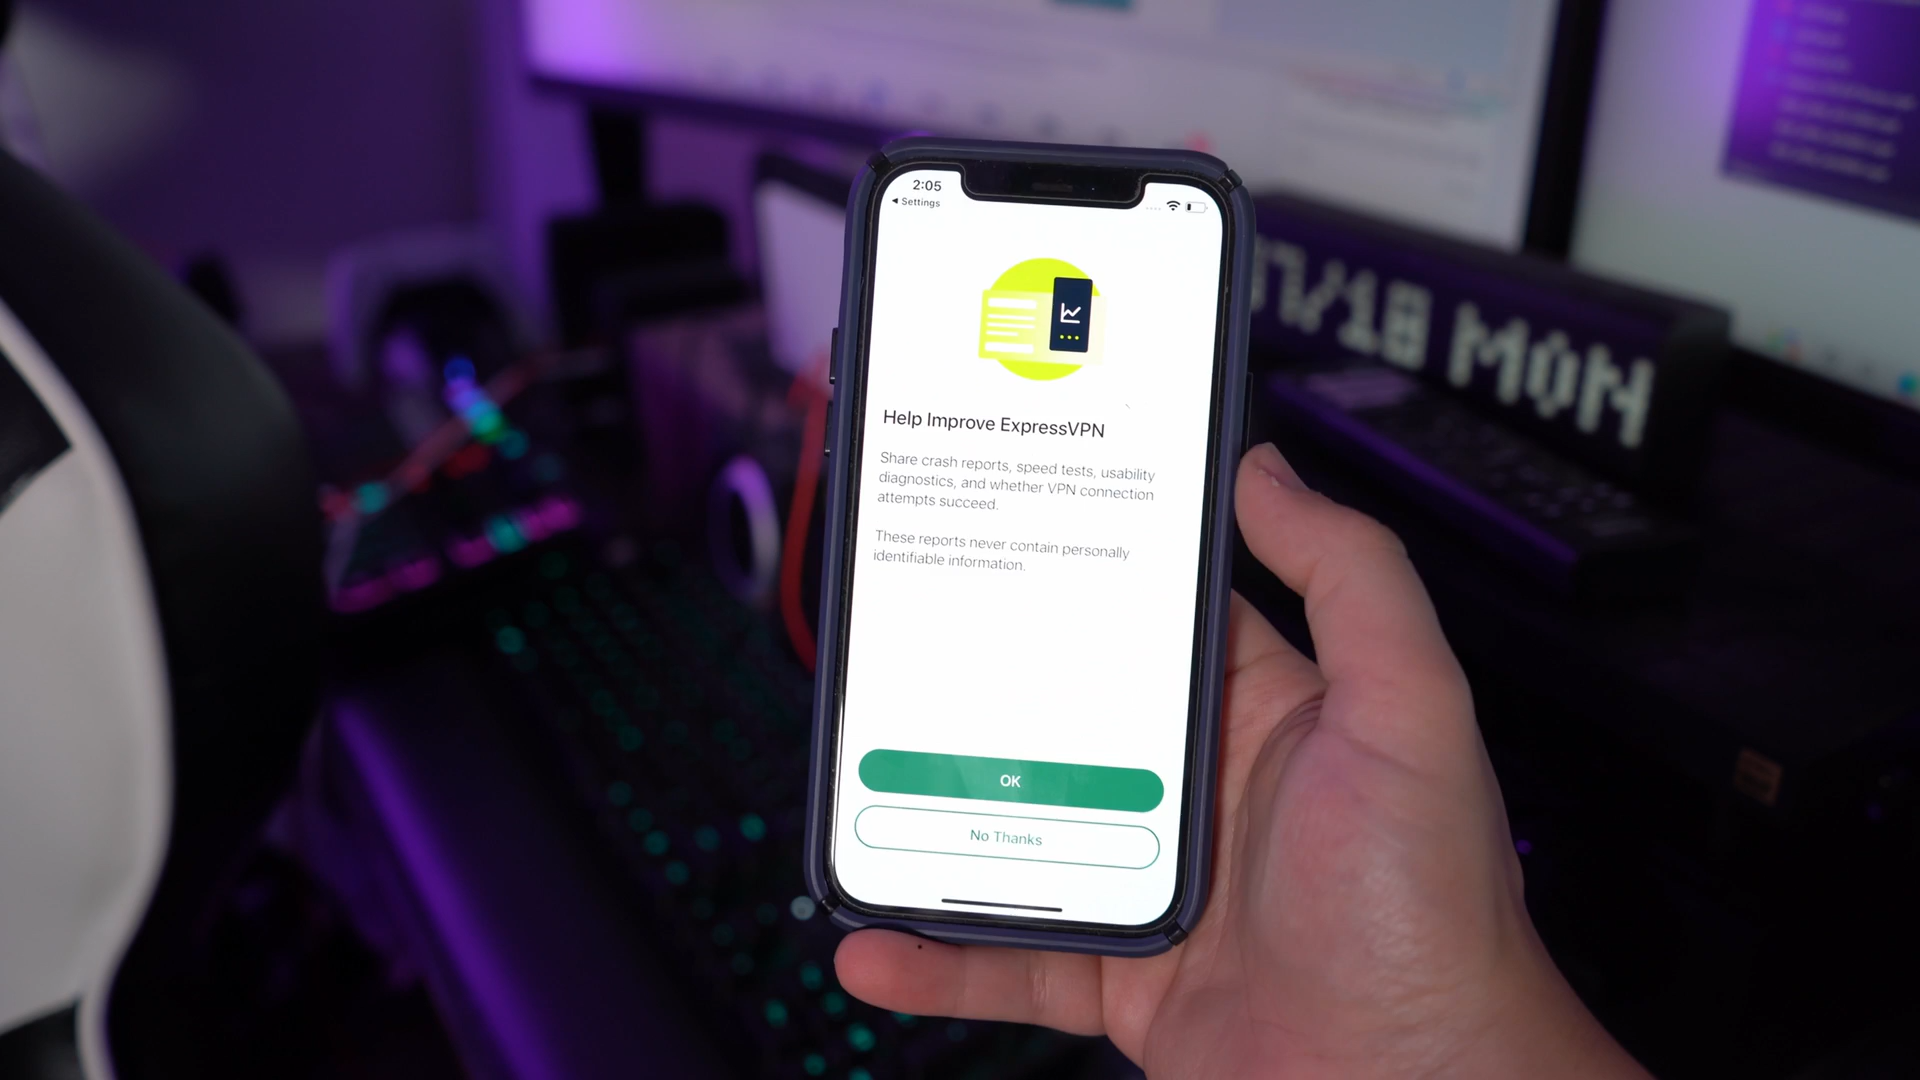 2:05
◄ Settings
Help Improve ExpressVPN
Share crash reports, speed tests, usability
diagnostics, and whether VPN connection
attempts succeed.
These reports never contain personally
identifiable information.
OK
No Thanks
/18 MON